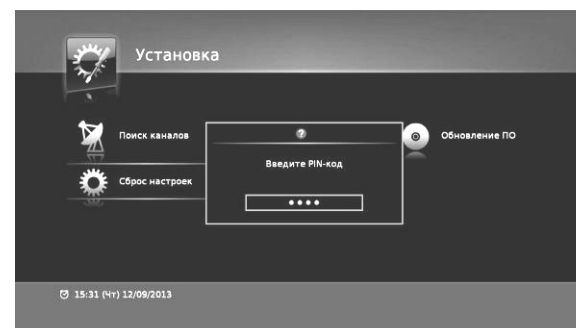 Установка
Поиск каналов
Сброс настроек
?
Введите PIN-код
••••
Обновление ПО
15:31 (Чт) 12/09/2013